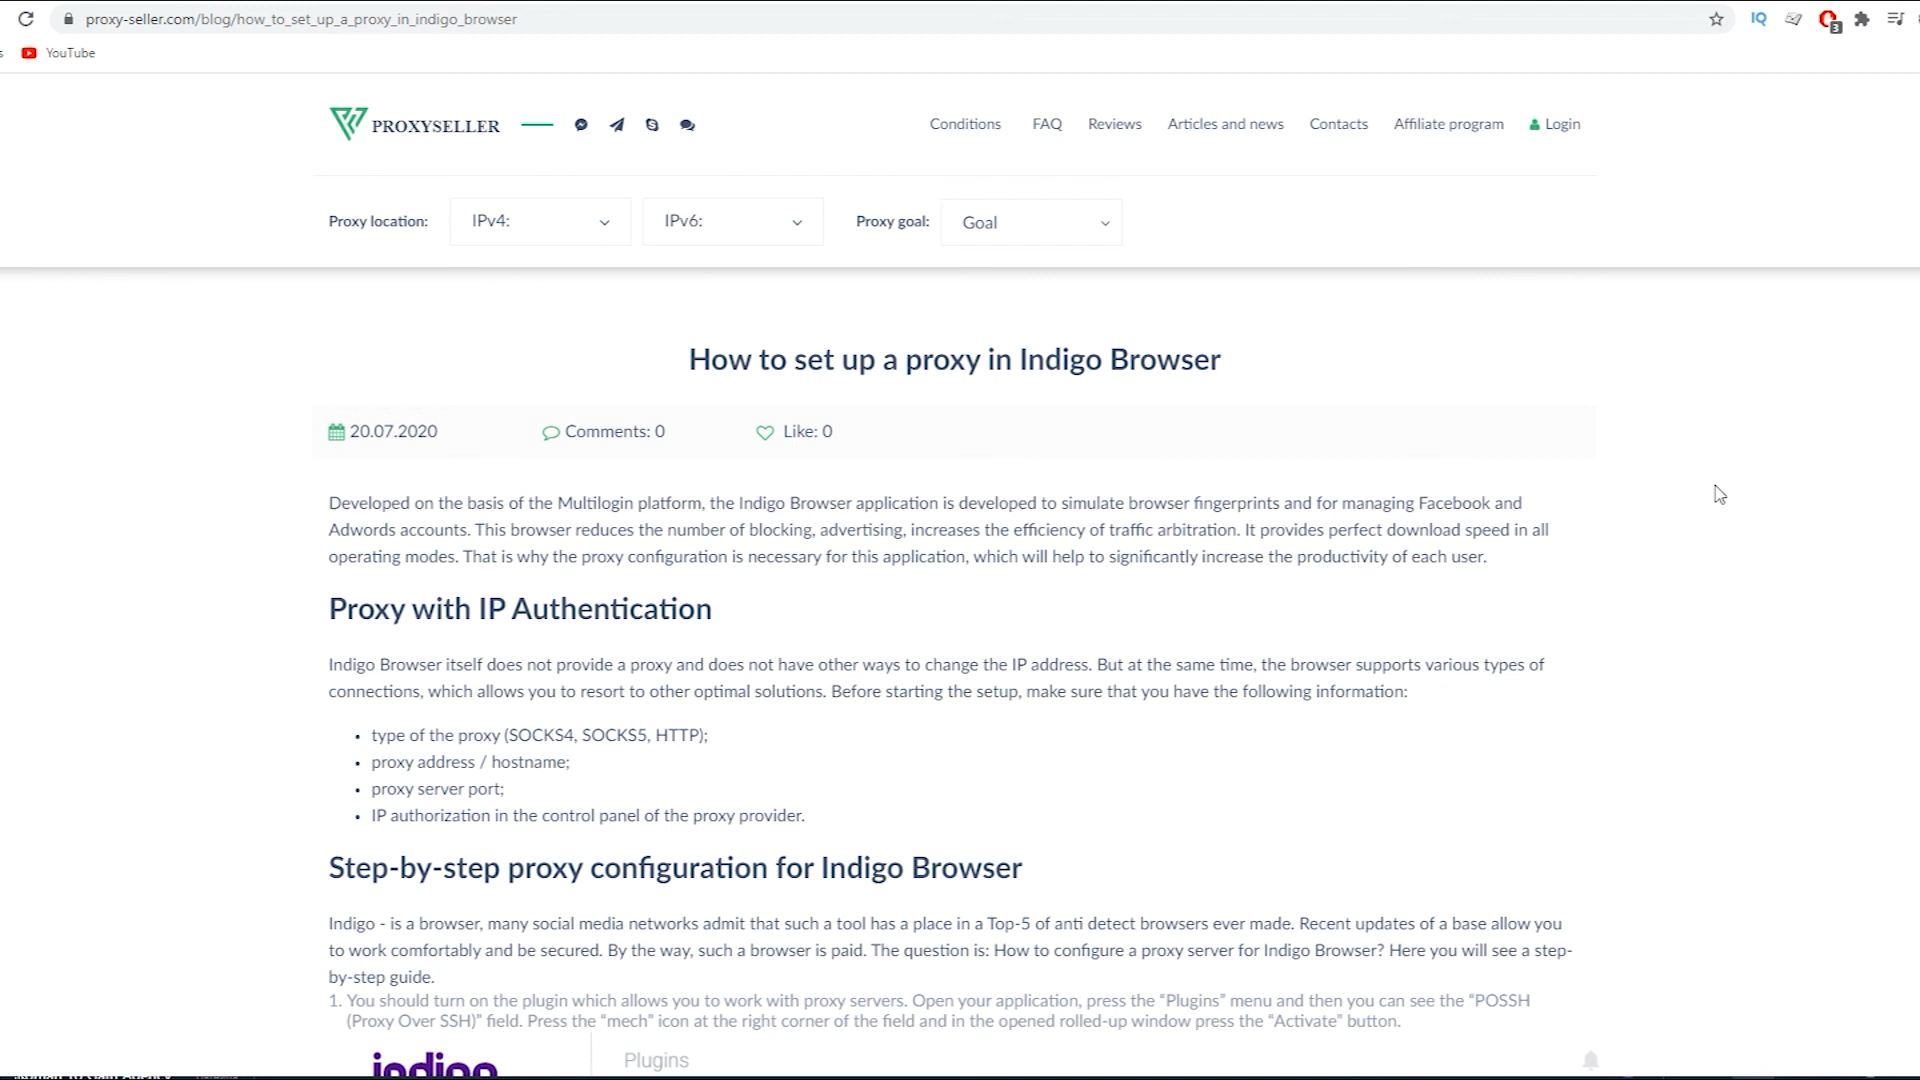 proxy-seller.com/blog/how_to_set_up_a_proxy_in_indigo_browser
IQ
3
YouTube
PROXYSELLER
Conditions FAQ Reviews Articles and news Contacts Affiliate program Login
Proxy location: IPv4: IPv6: Proxy goal: Goal
How to set up a proxy in Indigo Browser
20.07.2020 Comments: 0 Like: 0
Developed on the basis of the Multilogin platform, the Indigo Browser application is developed to simulate browser fingerprints and for managing Facebook and
Adwords accounts. This browser reduces the number of blocking, advertising, increases the efficiency of traffic arbitration. It provides perfect download speed in all
operating modes. That is why the proxy configuration is necessary for this application, which will help to significantly increase the productivity of each user.
Proxy with IP Authentication
Indigo Browser itself does not provide a proxy and does not have other ways to change the IP address. But at the same time, the browser supports various types of
connections, which allows you to resort to other optimal solutions. Before starting the setup, make sure that you have the following information:
• type of the proxy (SOCKS4, SOCKS5, HTTP);
• proxy address / hostname;
• proxy server port;
• IP authorization in the control panel of the proxy provider.
Step-by-step proxy configuration for Indigo Browser
Indigo - is a browser, many social media networks admit that such a tool has a place in a Top-5 of anti detect browsers ever made. Recent updates of a base allow you
to work comfortably and be secured. By the way, such a browser is paid. The question is: How to configure a proxy server for Indigo Browser? Here you will see a step-
by-step guide.
1. You should turn on the plugin which allows you to work with proxy servers. Open your application, press the “Plugins” menu and then you can see the “POSSH
(Proxy Over SSH)” field. Press the “mech” icon at the right corner of the field and in the opened rolled-up window press the “Activate” button.
indigo
Plugins